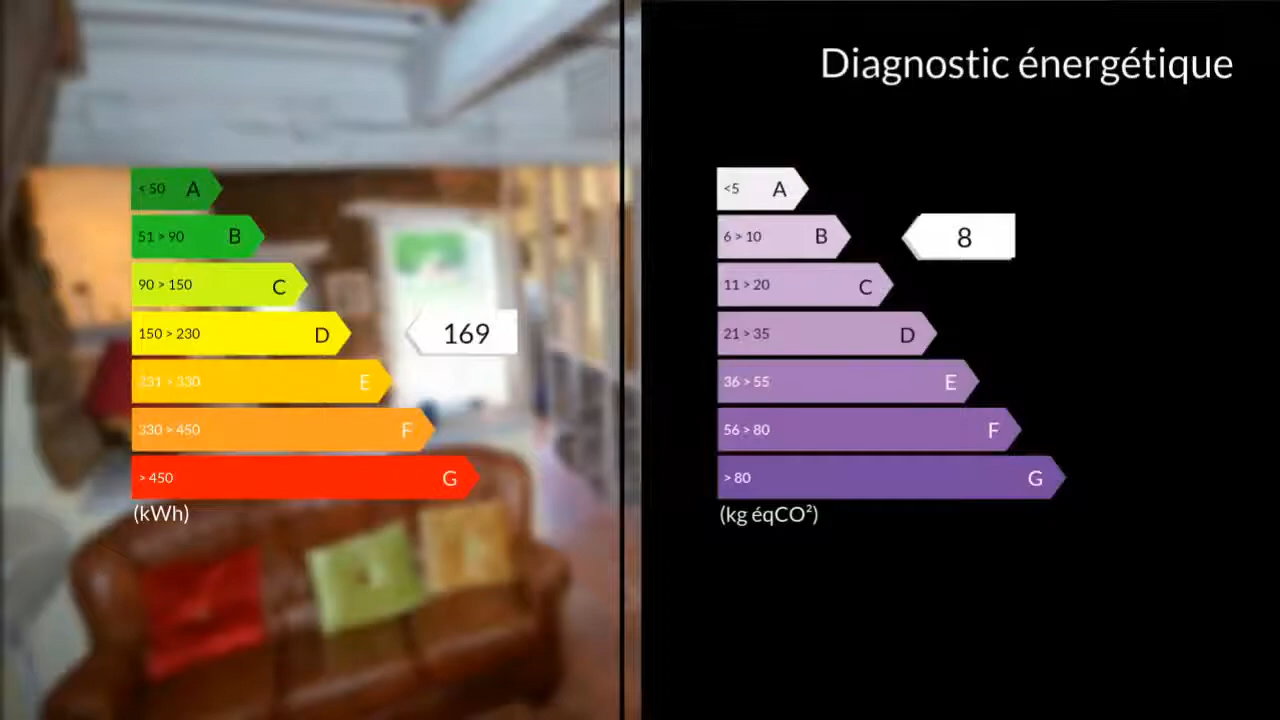 Diagnostic énergétique
< 50 A
51 > 90 B
90 > 150 C
150 > 230 D
169
231 > 330 E
330 > 450 F
> 450 G
(kWh)
<5 A
6 > 10 B
8
11 > 20 C
21 > 35 D
36 > 55 E
56 > 80 F
> 80 G
(kg éqCO²)